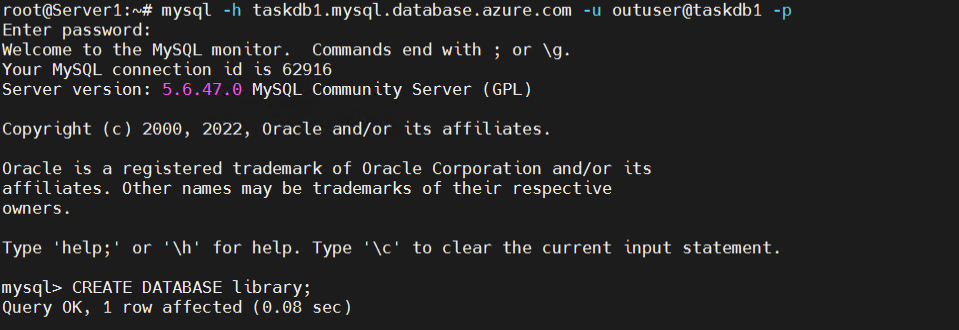 root@Server1:~# mysql -h taskdb1.mysql.database.azure.com -u outuser@taskdb1 -p
Enter password:
Welcome to the MySQL monitor.  Commands end with ; or \g.
Your MySQL connection id is 62916
Server version: 5.6.47.0 MySQL Community Server (GPL)
Copyright (c) 2000, 2022, Oracle and/or its affiliates.
Oracle is a registered trademark of Oracle Corporation and/or its
affiliates. Other names may be trademarks of their respective
owners.
Type 'help;' or '\h' for help. Type '\c' to clear the current input statement.
mysql> CREATE DATABASE library;
Query OK, 1 row affected (0.08 sec)